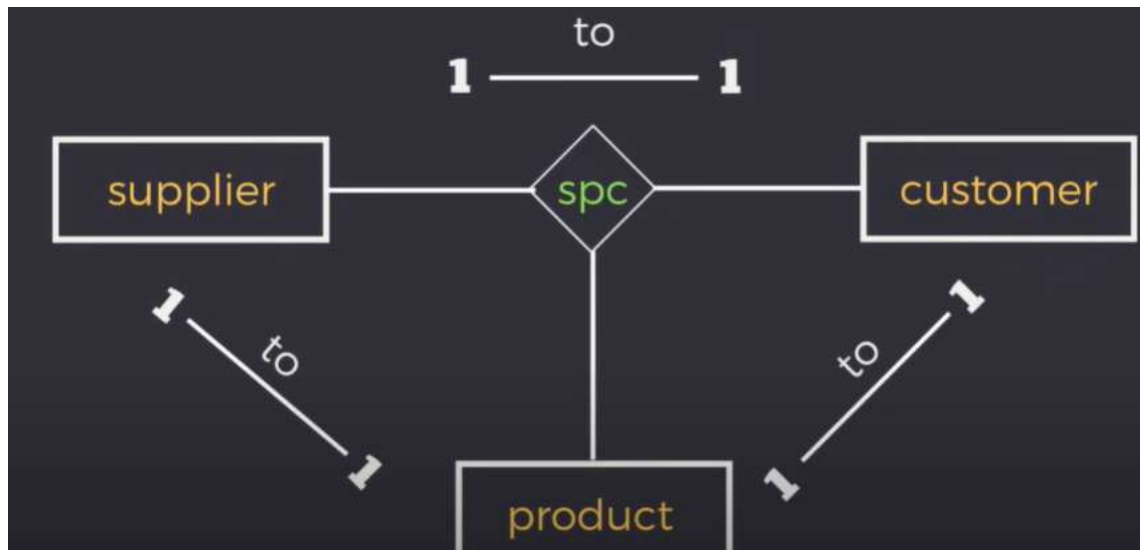 to
1 1
supplier spc customer
1 to 1
1 to 1
product